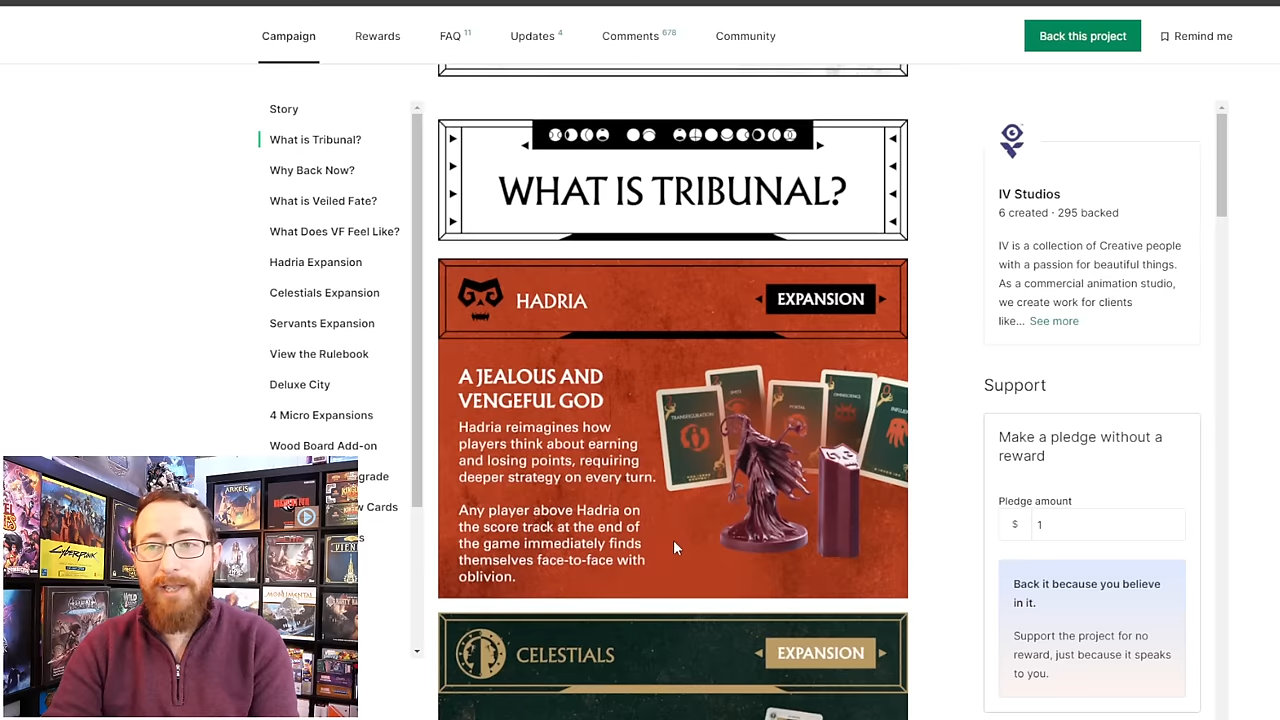 Campaign
Rewards
FAQ 11
Updates 4
Comments 678
Community
Back this project
Remind me
Story
What is Tribunal?
Why Back Now?
What is Veiled Fate?
What Does VF Feel Like?
Hadria Expansion
Celestials Expansion
Servants Expansion
View the Rulebook
Deluxe City
4 Micro Expansions
Wood Board Add-on
grade
w Cards
s
WHAT IS TRIBUNAL?
HADRIA
EXPANSION
A JEALOUS AND
VENGEFUL GOD
Hadria reimagines how
players think about earning
and losing points, requiring
deeper strategy on every turn.
Any player above Hadria on
the score track at the end of
the game immediately finds
themselves face-to-face with
oblivion.
TRANSFIGURATION
PORTAL
OMNISCIENCE
CELESTIALS
EXPANSION
IV Studios
6 created · 295 backed
IV is a collection of Creative people
with a passion for beautiful things.
As a commercial animation studio,
we create work for clients
like... See more
Support
Make a pledge without a
reward
Pledge amount
$ 1
Back it because you believe
in it.
Support the project for no
reward, just because it speaks
to you.
ARKEIS
CYBERPUNK
MONUMENTAL